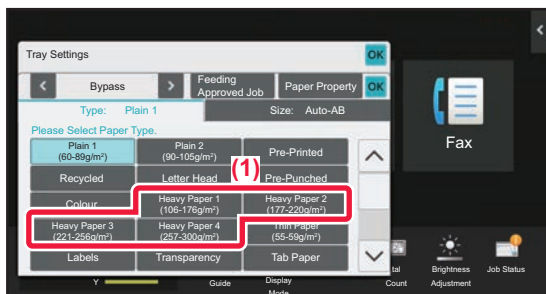 Tray Settings
OK
Bypass
Feeding
Approved Job
Paper Property
OK
Type: Plain 1
Size: Auto-AB
Please Select Paper Type.
Plain 1
(60-89g/m²)
Plain 2
(90-105g/m²)
Pre-Printed
Recycled
Letter Head
(1)
Pre-Punched
Colour
Heavy Paper 1
(106-176g/m²)
Heavy Paper 2
(177-220g/m²)
Heavy Paper 3
(221-256g/m²)
Heavy Paper 4
(257-300g/m²)
Thin Paper
(55-59g/m²)
Labels
Transparency
Tab Paper
Fax
Y
Guide
Display
Mode
tal
Count
Brightness
Adjustment
Job Status